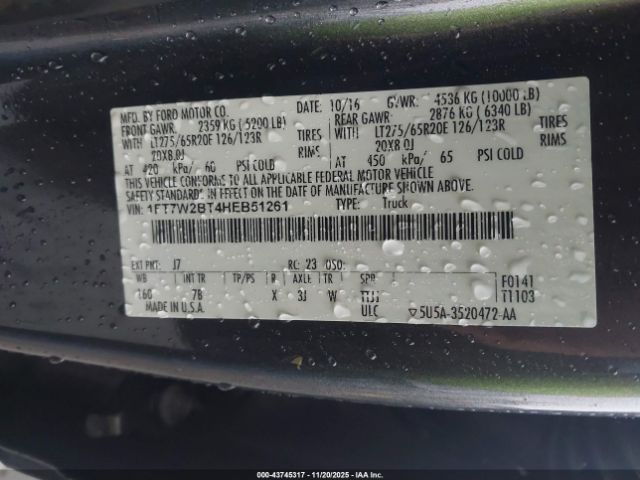 MFD. BY FORD MOTOR CO. 10/16 GVWR: 4536 KG (10000 LB)
FRONT GAWR: 2359 KG ( 5200 LB) REAR GAWR: 2876 KG ( 6340 LB)
WITH LT275/65R20E 126/123R TIRES WITH LT275/65R20E 126/123R TIRES
20X8.0J RIMS 20X8.0J RIMS
AT 420 kPa/ 60 PSI COLD AT 450 kPa/ 65 PSI COLD
THIS VEHICLE CONFORMS TO ALL APPLICABLE FEDERAL MOTOR VEHICLE
SAFETY STANDARDS IN EFFECT ON THE DATE OF MANUFACTURE SHOWN ABOVE.
VIN: 1FT7W2BT4HEB51261 TYPE: Truck
EXT PNT: J7 RC: 23 DSO:
WB INT TR TP/PS R AXLE TR SPR F0141
160 7B X 3J W TTJJ T1103
MADE IN U.S.A. ULC 5U5A-3520472-AA
000-43745317 - 11/20/2025 - IAA, Inc.